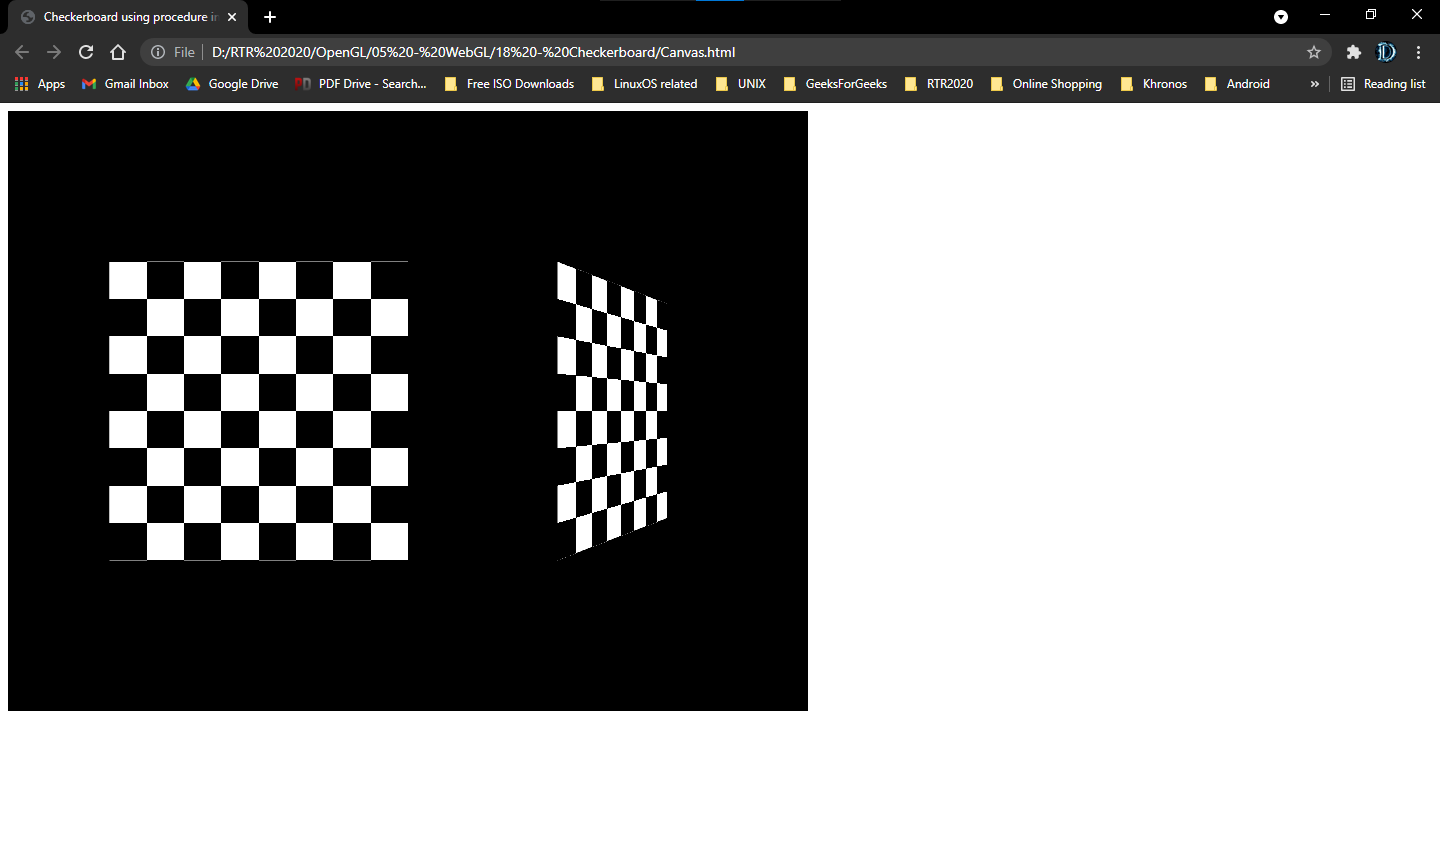 Checkerboard using procedure in
File D:/RTR%202020/OpenGL/05%20-%20WebGL/18%20-%20Checkerboard/Canvas.html
Apps Gmail Inbox Google Drive PDF Drive - Search... Free ISO Downloads LinuxOS related UNIX GeeksForGeeks RTR2020 Online Shopping Khronos Android » Reading list